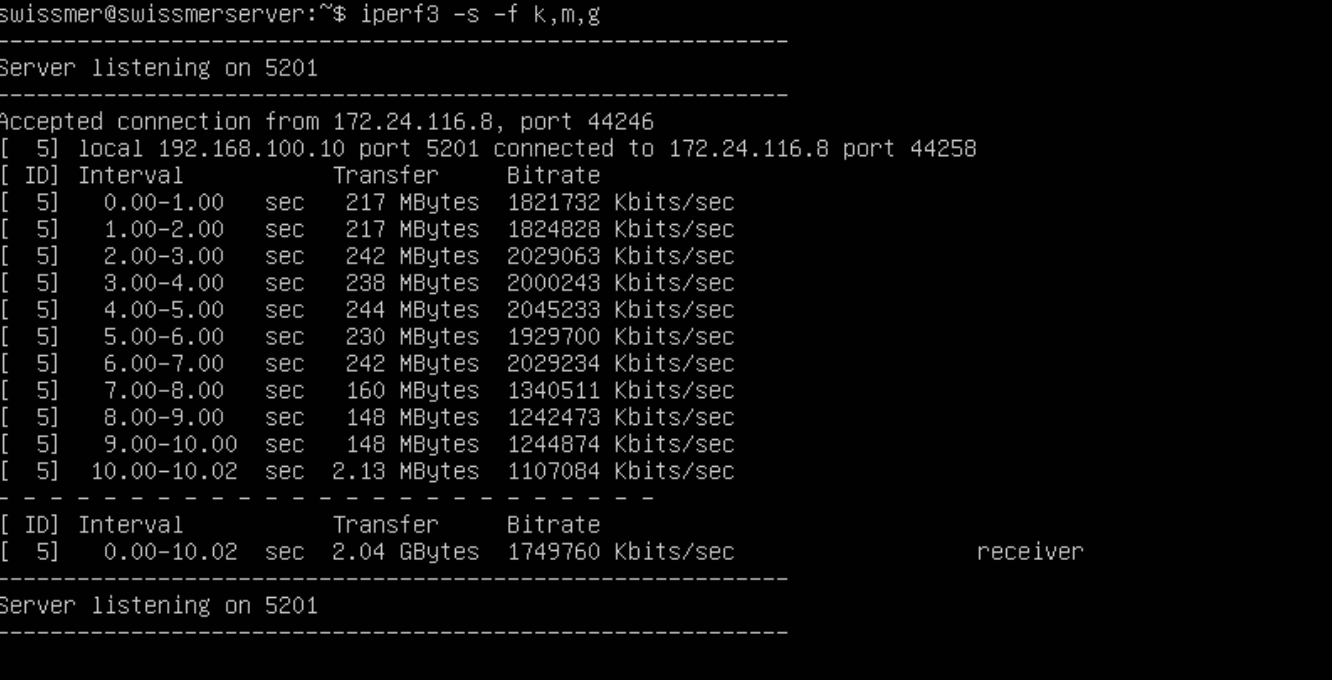 swissmer@swissmerserver:~$ iperf3 -s -f k,m,g
-----------------------------------------------------------
Server listening on 5201
-----------------------------------------------------------
Accepted connection from 172.24.116.8, port 44246
[  5] local 192.168.100.10 port 5201 connected to 172.24.116.8 port 44258
[ ID] Interval           Transfer     Bitrate
[  5]   0.00-1.00   sec   217 MBytes  1821732 Kbits/sec
[  5]   1.00-2.00   sec   217 MBytes  1824828 Kbits/sec
[  5]   2.00-3.00   sec   242 MBytes  2029063 Kbits/sec
[  5]   3.00-4.00   sec   238 MBytes  2000243 Kbits/sec
[  5]   4.00-5.00   sec   244 MBytes  2045233 Kbits/sec
[  5]   5.00-6.00   sec   230 MBytes  1929700 Kbits/sec
[  5]   6.00-7.00   sec   242 MBytes  2029234 Kbits/sec
[  5]   7.00-8.00   sec   160 MBytes  1340511 Kbits/sec
[  5]   8.00-9.00   sec   148 MBytes  1242473 Kbits/sec
[  5]   9.00-10.00  sec   148 MBytes  1244874 Kbits/sec
[  5]  10.00-10.02  sec  2.13 MBytes  1107084 Kbits/sec
- - - - - - - - - - - - - - - - - - - - - - - - -
[ ID] Interval           Transfer     Bitrate
[  5]   0.00-10.02  sec  2.04 GBytes  1749760 Kbits/sec                  receiver
-----------------------------------------------------------
Server listening on 5201
-----------------------------------------------------------